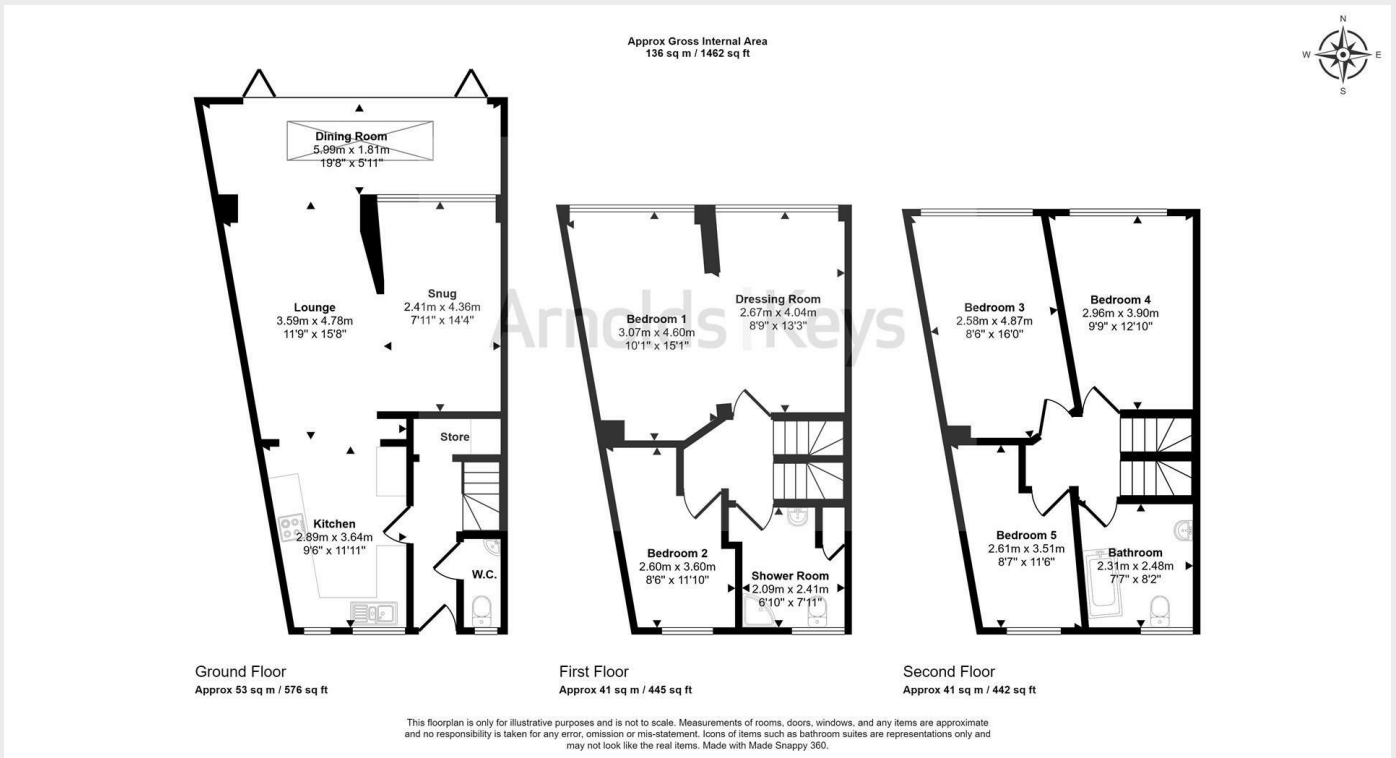 Approx Gross Internal Area
136 sq m / 1462 sq ft
N
W E
S
Dining Room
5.99m x 1.81m
19'8" x 5'11"
Lounge
3.59m x 4.78m
11'9" x 15'8"
Snug
2.41m x 4.36m
7'11" x 14'4"
Store
Kitchen
2.89m x 3.64m
9'6" x 11'11"
W.C.
Ground Floor
Approx 53 sq m / 576 sq ft
Arnolds | Keys
Bedroom 1
3.07m x 4.60m
10'1" x 15'1"
Dressing Room
2.67m x 4.04m
8'9" x 13'3"
Bedroom 2
2.60m x 3.60m
8'6" x 11'10"
Shower Room
2.09m x 2.41m
6'10" x 7'11"
First Floor
Approx 41 sq m / 445 sq ft
Bedroom 3
2.58m x 4.87m
8'6" x 16'0"
Bedroom 4
2.96m x 3.90m
9'9" x 12'10"
Bedroom 5
2.61m x 3.51m
8'7" x 11'6"
Bathroom
2.31m x 2.48m
7'7" x 8'2"
Second Floor
Approx 41 sq m / 442 sq ft
This floorplan is only for illustrative purposes and is not to scale. Measurements of rooms, doors, windows, and any items are approximate
and no responsibility is taken for any error, omission or mis-statement. Icons of items such as bathroom suites are representations only and
may not look like the real items. Made with Made Snappy 360.